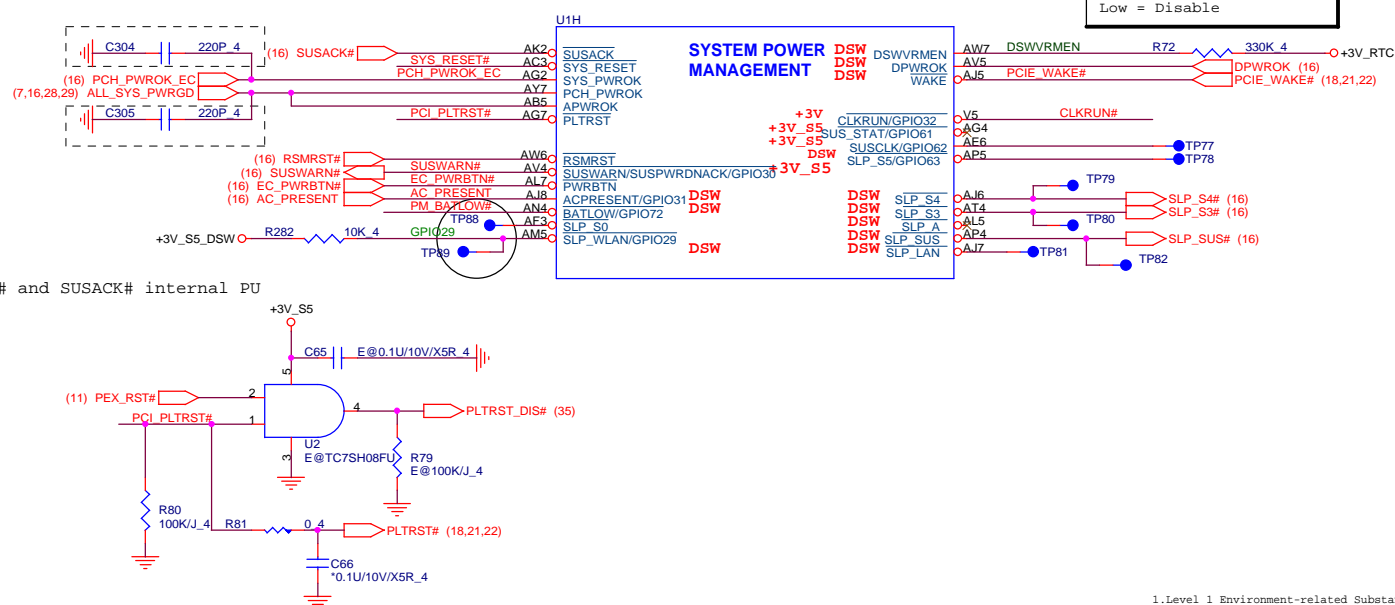 Low = Disable
U1H
SYSTEM POWER
MANAGEMENT
C304 220P_4
(16) SUSACK# AK2 SUSACK
SYS_RESET# AC3 SYS_RESET
(16) PCH_PWROK_EC PCH_PWROK_EC AG2 SYS_PWROK
(7,16,28,29) ALL_SYS_PWRGD AY7 PCH_PWROK
AB5 APWROK
C305 220P_4 PCI_PLTRST# AG7 PLTRST
(16) RSMRST# AW6 RSMRST
(16) SUSWARN# SUSWARN# AV4 SUSWARN/SUSPWRDNACK/GPIO30
(16) EC_PWRBTN# EC_PWRBTN# AL7 PWRBTN
(16) AC_PRESENT AC_PRESENT AJ8 ACPRESENT/GPIO31 DSW
PM_BATLOW# AN4 BATLOW/GPIO72 DSW
TP88 AF3 SLP_S0
+3V_S5_DSW R282 10K_4 GPIO29 AM5 SLP_WLAN/GPIO29 DSW
TP89
DSW DSWVRMEN AW7 DSWVRMEN R72 330K_4 +3V_RTC
DSW DPWROK AV5 DPWROK (16)
DSW WAKE AJ5 PCIE_WAKE# PCIE_WAKE# (18,21,22)
+3V CLKRUN/GPIO32 V5 CLKRUN#
+3V_S5 SUS_STAT/GPIO61 AG4
+3V_S5 SUSCLK/GPIO62 AE6 TP77
DSW SLP_S5/GPIO63 AP5 TP78
+3V_S5
TP79
DSW SLP_S4 AJ6 SLP_S4# (16)
DSW SLP_S3 AT4 SLP_S3# (16)
DSW SLP_A AL5 TP80
DSW SLP_SUS AP4 SLP_SUS# (16)
DSW SLP_LAN AJ7 TP81
TP82
# and SUSACK# internal PU
+3V_S5
C65 E@0.1U/10V/X5R_4
5
(11) PEX_RST# 2
PCI_PLTRST# 1
4 PLTRST_DIS# (35)
3
U2
E@TC7SH08FU
R79
E@100K/J_4
R80
100K/J_4
R81 0_4 PLTRST# (18,21,22)
C66
*0.1U/10V/X5R_4
1.Level 1 Environment-related Substa